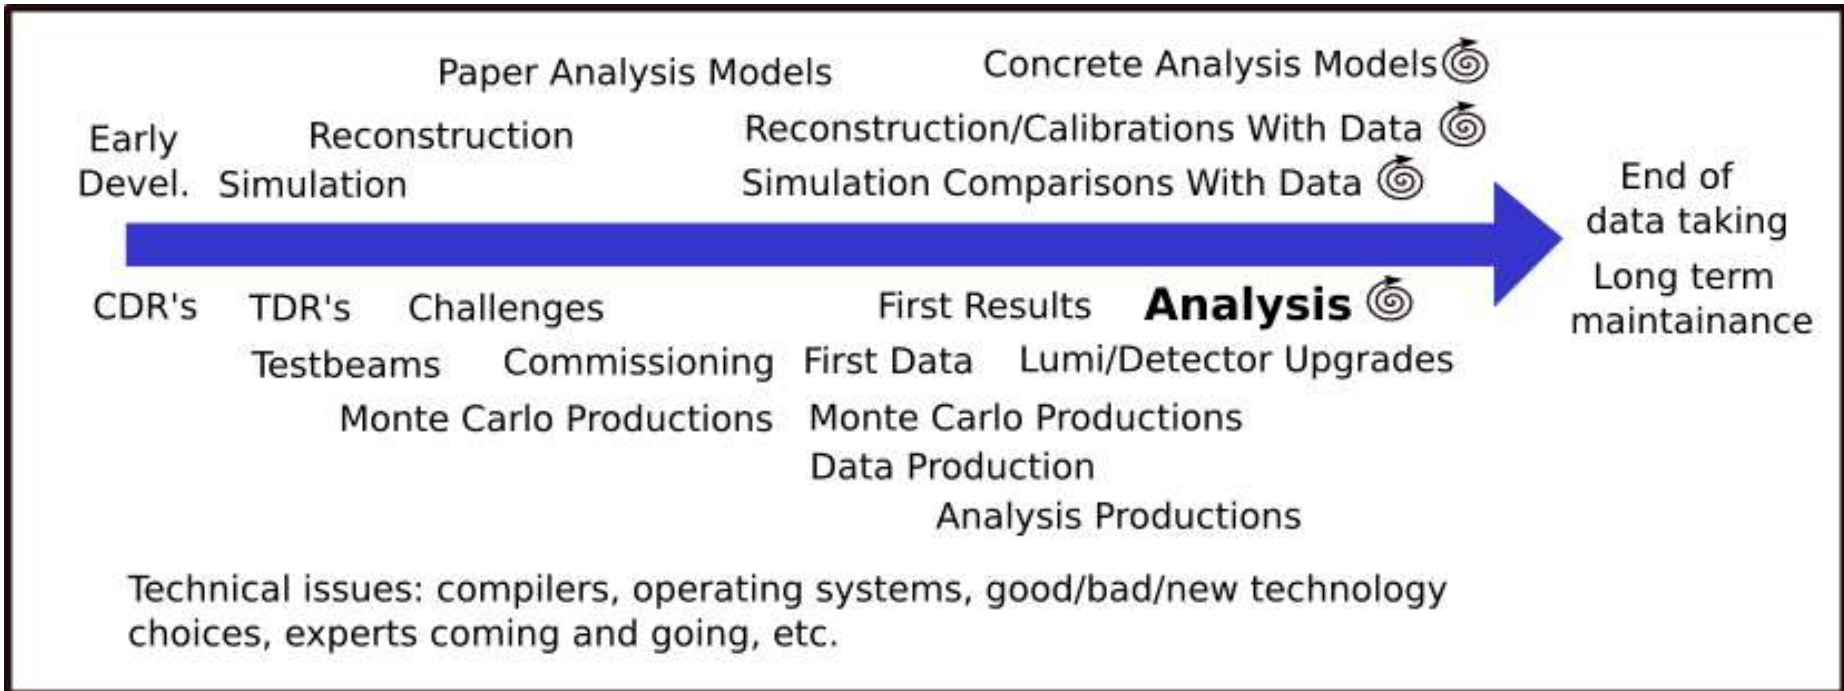 Paper Analysis Models
Concrete Analysis Models
Early
Devel.
Reconstruction
Simulation
Reconstruction/Calibrations With Data
Simulation Comparisons With Data
End of
data taking
Long term
maintainance
CDR's
TDR's
Challenges
First Results
Analysis
Testbeams
Commissioning
First Data
Lumi/Detector Upgrades
Monte Carlo Productions
Monte Carlo Productions
Data Production
Analysis Productions
Technical issues: compilers, operating systems, good/bad/new technology
choices, experts coming and going, etc.